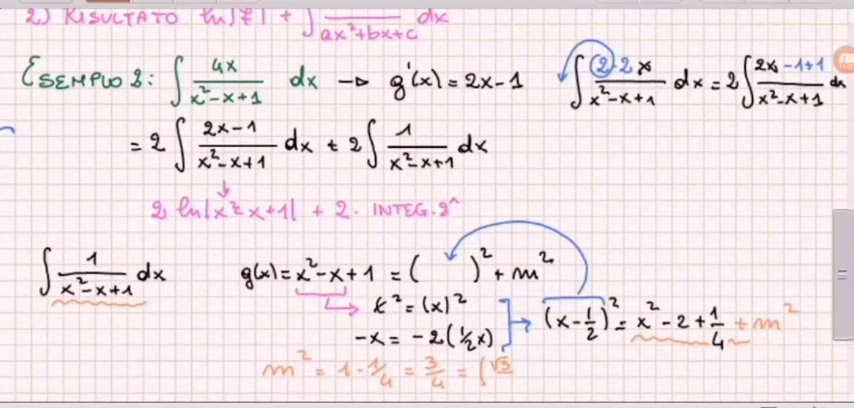 2) RISULTATO ln|f| + ∫ ―― dx
ax²+bx+c
ESEMPIO 2: ∫ 4x/(x²-x+1) dx → g'(x)=2x-1 ∫ 2·2x/(x²-x+1) dx = 2∫ (2x-1+1)/(x²-x+1) dx
= 2 ∫ (2x-1)/(x²-x+1) dx + 2 ∫ 1/(x²-x+1) dx
2 ln|x²-x+1| + 2· INTEG. 2^
∫ 1/(x²-x+1) dx g(x)=x²-x+1 = ( )² + m²
t² = (x)²
-x = -2(½x) → (x-½)² = x²-2+¼ + m²
m² = 1-¼ = ¾ = (√3